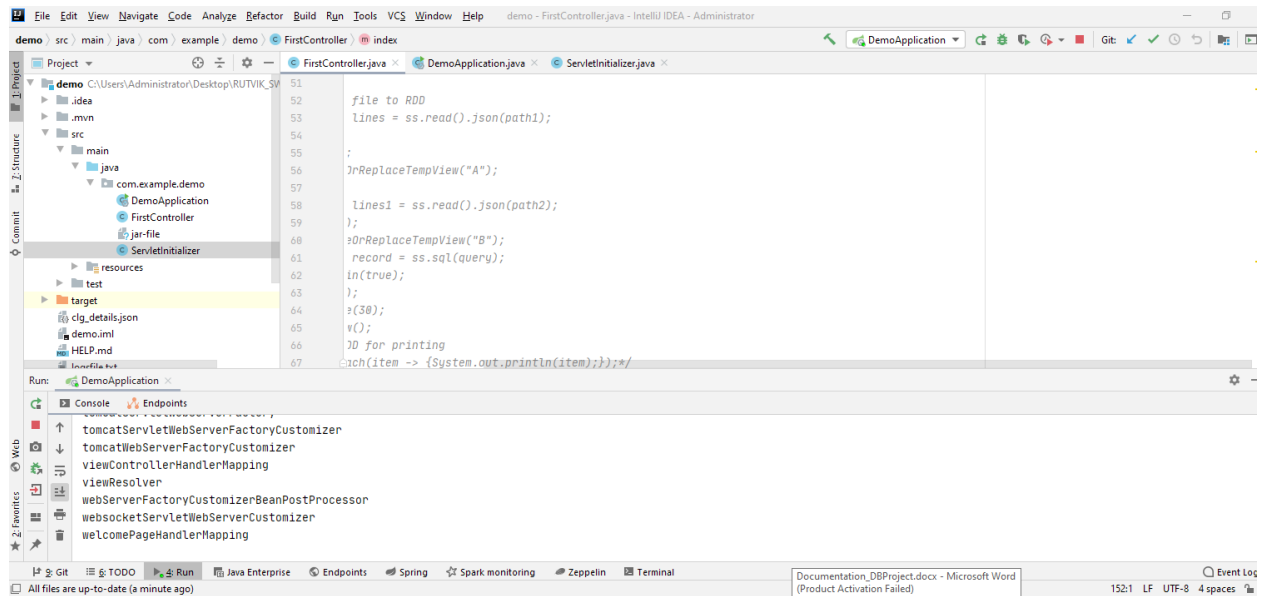 File Edit View Navigate Code Analyze Refactor Build Run Tools VCS Window Help demo - FirstController.java - IntelliJ IDEA - Administrator
demo src main java com example demo FirstController index DemoApplication Git:
Project FirstController.java DemoApplication.java ServletInitializer.java
1: Project
7: Structure
Commit
Web
2: Favorites
demo C:\Users\Administrator\Desktop\RUTVIK_SW
.idea
.mvn
src
main
java
com.example.demo
DemoApplication
FirstController
jar-file
ServletInitializer
resources
test
target
clg_details.json
demo.iml
HELP.md
logsfile.txt
51
52 file to RDD
53 lines = ss.read().json(path1);
54
55 ;
56 OrReplaceTempView("A");
57
58 lines1 = ss.read().json(path2);
59 );
60 eOrReplaceTempView("B");
61 record = ss.sql(query);
62 in(true);
63 );
64 e(30);
65 w();
66 DD for printing
67 ach(item -> {System.out.println(item);});*/
Run: DemoApplication
Console Endpoints
tomcatServletWebServerFactory
tomcatServletWebServerFactoryCustomizer
tomcatWebServerFactoryCustomizer
viewControllerHandlerMapping
viewResolver
webServerFactoryCustomizerBeanPostProcessor
websocketServletWebServerCustomizer
welcomePageHandlerMapping
9: Git 6: TODO 4: Run Java Enterprise Endpoints Spring Spark monitoring Zeppelin Terminal Event Log
Documentation_DBProject.docx - Microsoft Word
(Product Activation Failed)
All files are up-to-date (a minute ago) 152:1 LF UTF-8 4 spaces